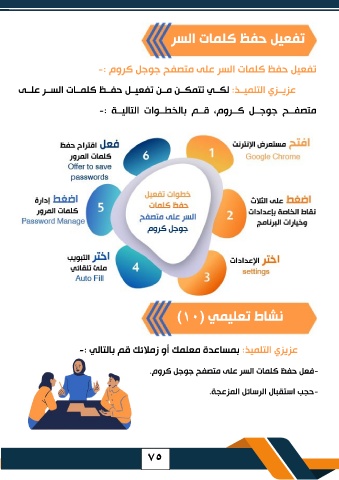 تفعيل حفظ كلمات السر
تفعيل حفظ كلمات السر على متصفح جوجل كروم :-
عزيزي التلميذ: لكي تتمكن من تفعيل حفظ كلمات السر على
متصفح جوجل كروم، قم بالخطوات التالية :-
افتح مستعرض الإنترنت
Google Chrome
1
اضغط على الثلاث
نقاط الخاصة بإعدادات
وخيارات البرنامج
2
اختر الإعدادات
settings
3
اختر التبويب
ملئ تلقائي
Auto Fill
4
اضغط إدارة
كلمات المرور
Password Manage
5
فعل اقتراح حفظ
كلمات المرور
Offer to save
passwords
6
خطوات تفعيل
حفظ كلمات
السر على متصفح
جوجل كروم
نشاط تعليمي (١٠)
عزيزي التلميذ: بمساعدة معلمك أو زملائك قم بالتالي :-
-فعل حفظ كلمات السر على متصفح جوجل كروم.
-حجب استقبال الرسائل المزعجة.
٧٥